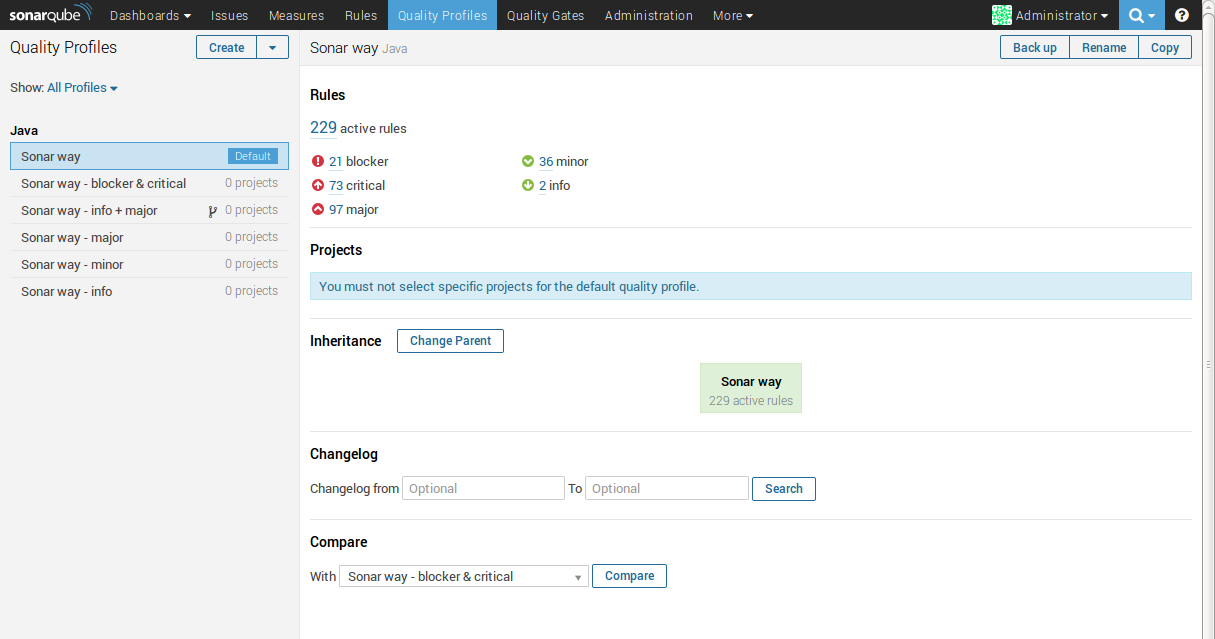 sonarqube Dashboards Issues Measures Rules Quality Profiles Quality Gates Administration More Administrator ?
Quality Profiles Create
Show: All Profiles
Java
Sonar way Default
Sonar way - blocker & critical 0 projects
Sonar way - info + major 0 projects
Sonar way - major 0 projects
Sonar way - minor 0 projects
Sonar way - info 0 projects
Sonar way Java Back up Rename Copy
Rules
229 active rules
21 blocker 36 minor
73 critical 2 info
97 major
Projects
You must not select specific projects for the default quality profile.
Inheritance Change Parent
Sonar way
229 active rules
Changelog
Changelog from Optional To Optional Search
Compare
With Sonar way - blocker & critical Compare